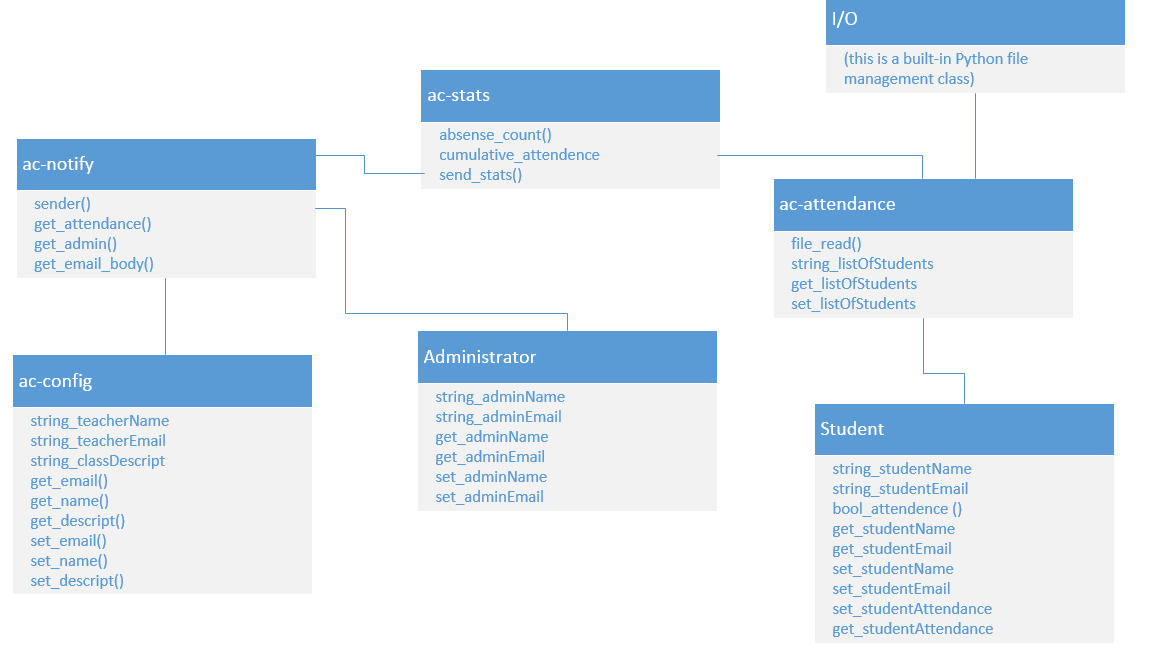 I/O
(this is a built-in Python file
management class)
ac-stats
absense_count()
cumulative_attendence
send_stats()
ac-notify
sender()
get_attendance()
get_admin()
get_email_body()
ac-attendance
file_read()
string_listOfStudents
get_listOfStudents
set_listOfStudents
ac-config
string_teacherName
string_teacherEmail
string_classDescript
get_email()
get_name()
get_descript()
set_email()
set_name()
set_descript()
Administrator
string_adminName
string_adminEmail
get_adminName
get_adminEmail
set_adminName
set_adminEmail
Student
string_studentName
string_studentEmail
bool_attendence ()
get_studentName
get_studentEmail
set_studentName
set_studentEmail
set_studentAttendance
get_studentAttendance